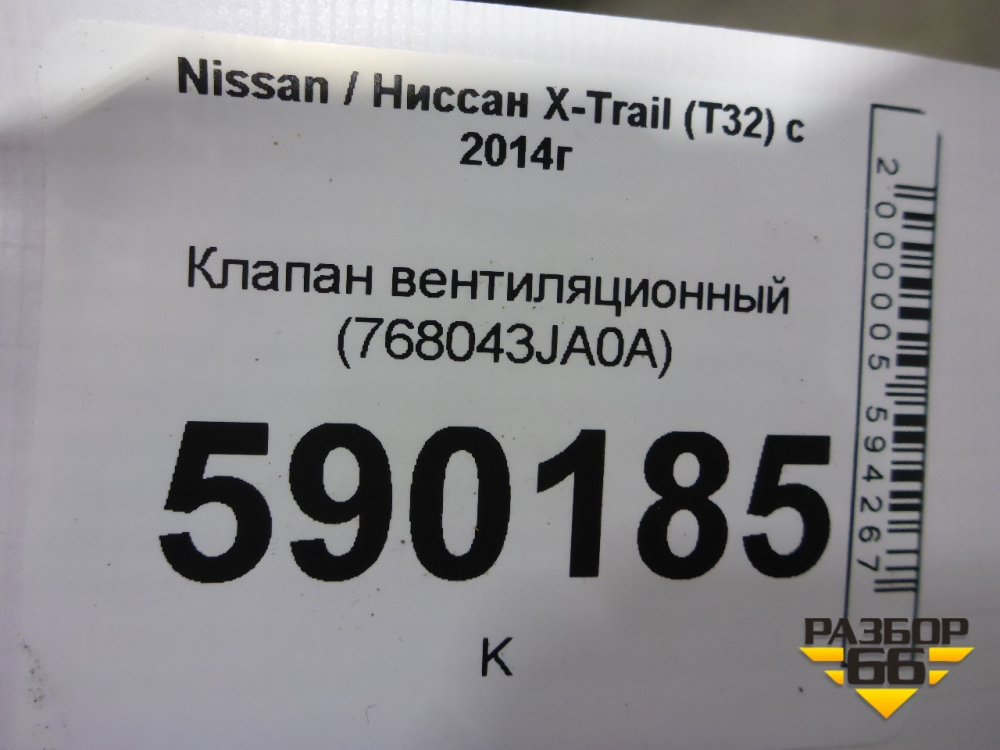 Nissan / Ниссан X-Trail (T32) с
2014г
Клапан вентиляционный
(768043JA0A)
590185
К
2000005594267
РАЗБОР
66